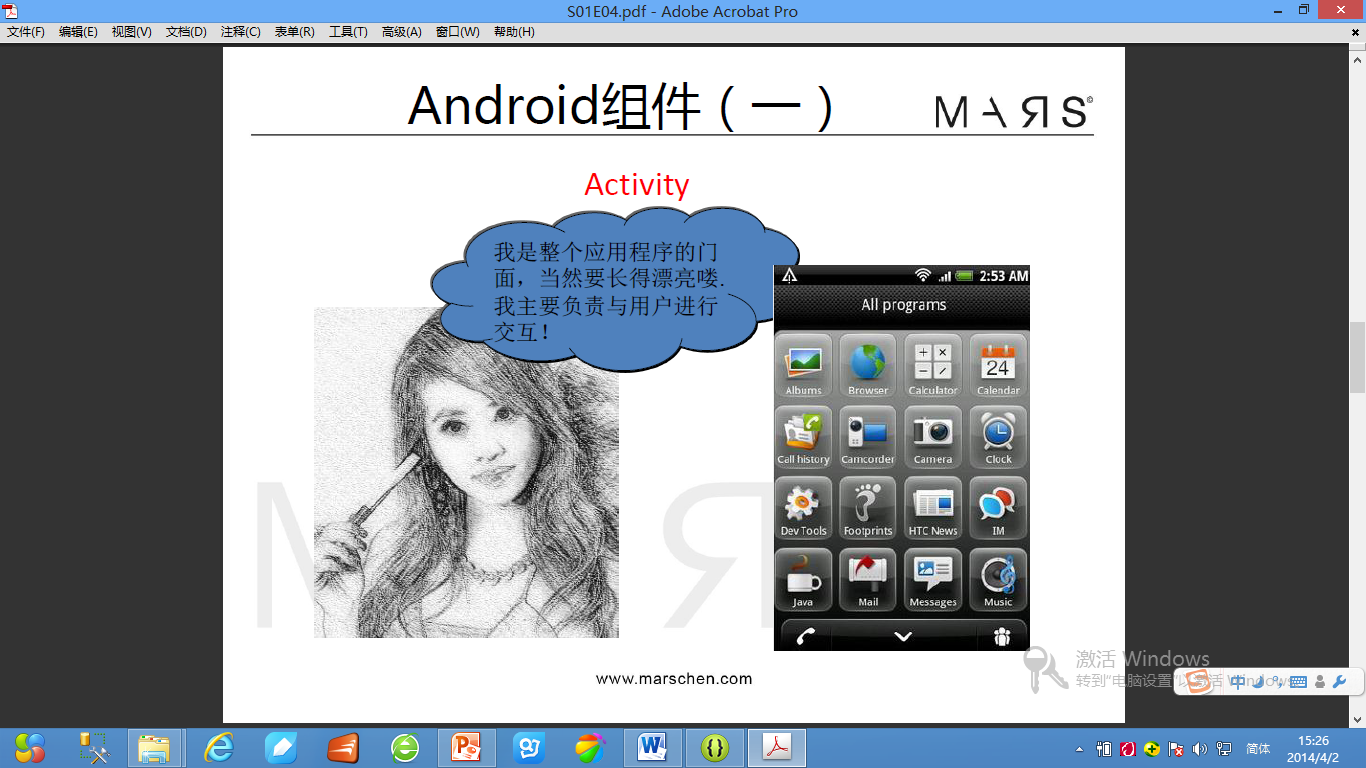 S01E04.pdf - Adobe Acrobat Pro
文件(F) 编辑(E) 视图(V) 文档(D) 注释(C) 表单(R) 工具(T) 高级(A) 窗口(W) 帮助(H)
Android组件（一）
MARS©
Activity
我是整个应用程序的门
面，当然要长得漂亮喽.
我主要负责与用户进行
交互！
2:53 AM
All programs
Albums Browser Calculator Calendar
24
Call history Camcorder Camera Clock
Dev Tools Footprints HTC News IM
Java Mail Messages Music
www.marschen.com
激活 Windows
转到"电脑设置"以激活 Windows
中
简体
15:26
2014/4/2